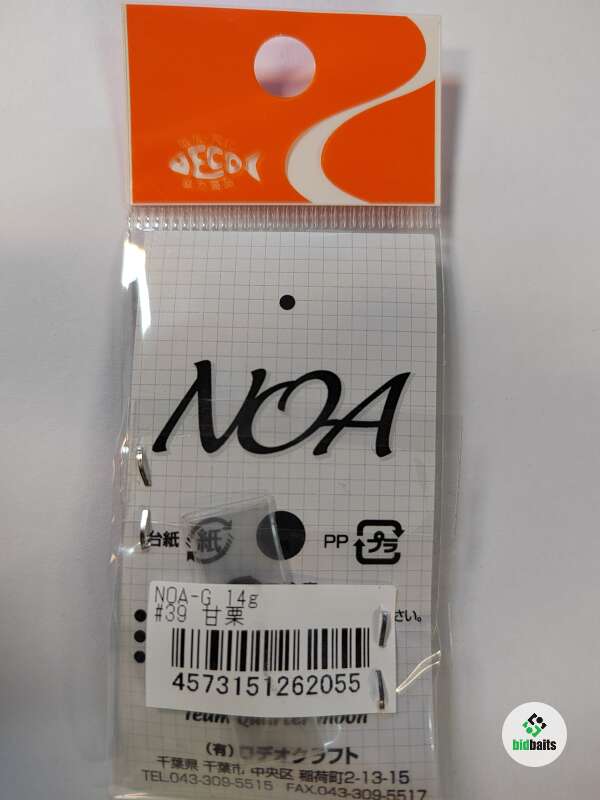 DECO
NOA
台紙 紙
PP プラ
NOA-G 14g
#39 甘栗
さい。
4573151262055
Team Quarter moon
(有)ロデオクラフト
千葉県 千葉市 中央区 稲荷町2-13-15
TEL.043-309-5515 FAX.043-309-5517
bidbaits